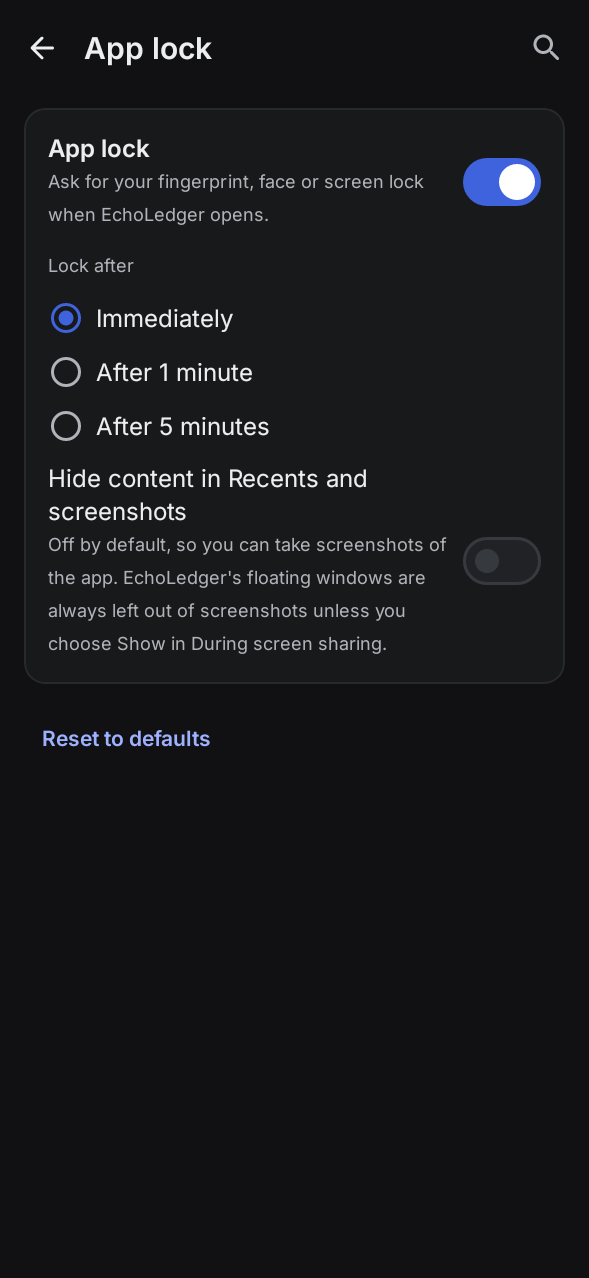 App lock
App lock
Ask for your fingerprint, face or screen lock
when EchoLedger opens.
Lock after
Immediately
After 1 minute
After 5 minutes
Hide content in Recents and
screenshots
Off by default, so you can take screenshots of
the app. EchoLedger's floating windows are
always left out of screenshots unless you
choose Show in During screen sharing.
Reset to defaults